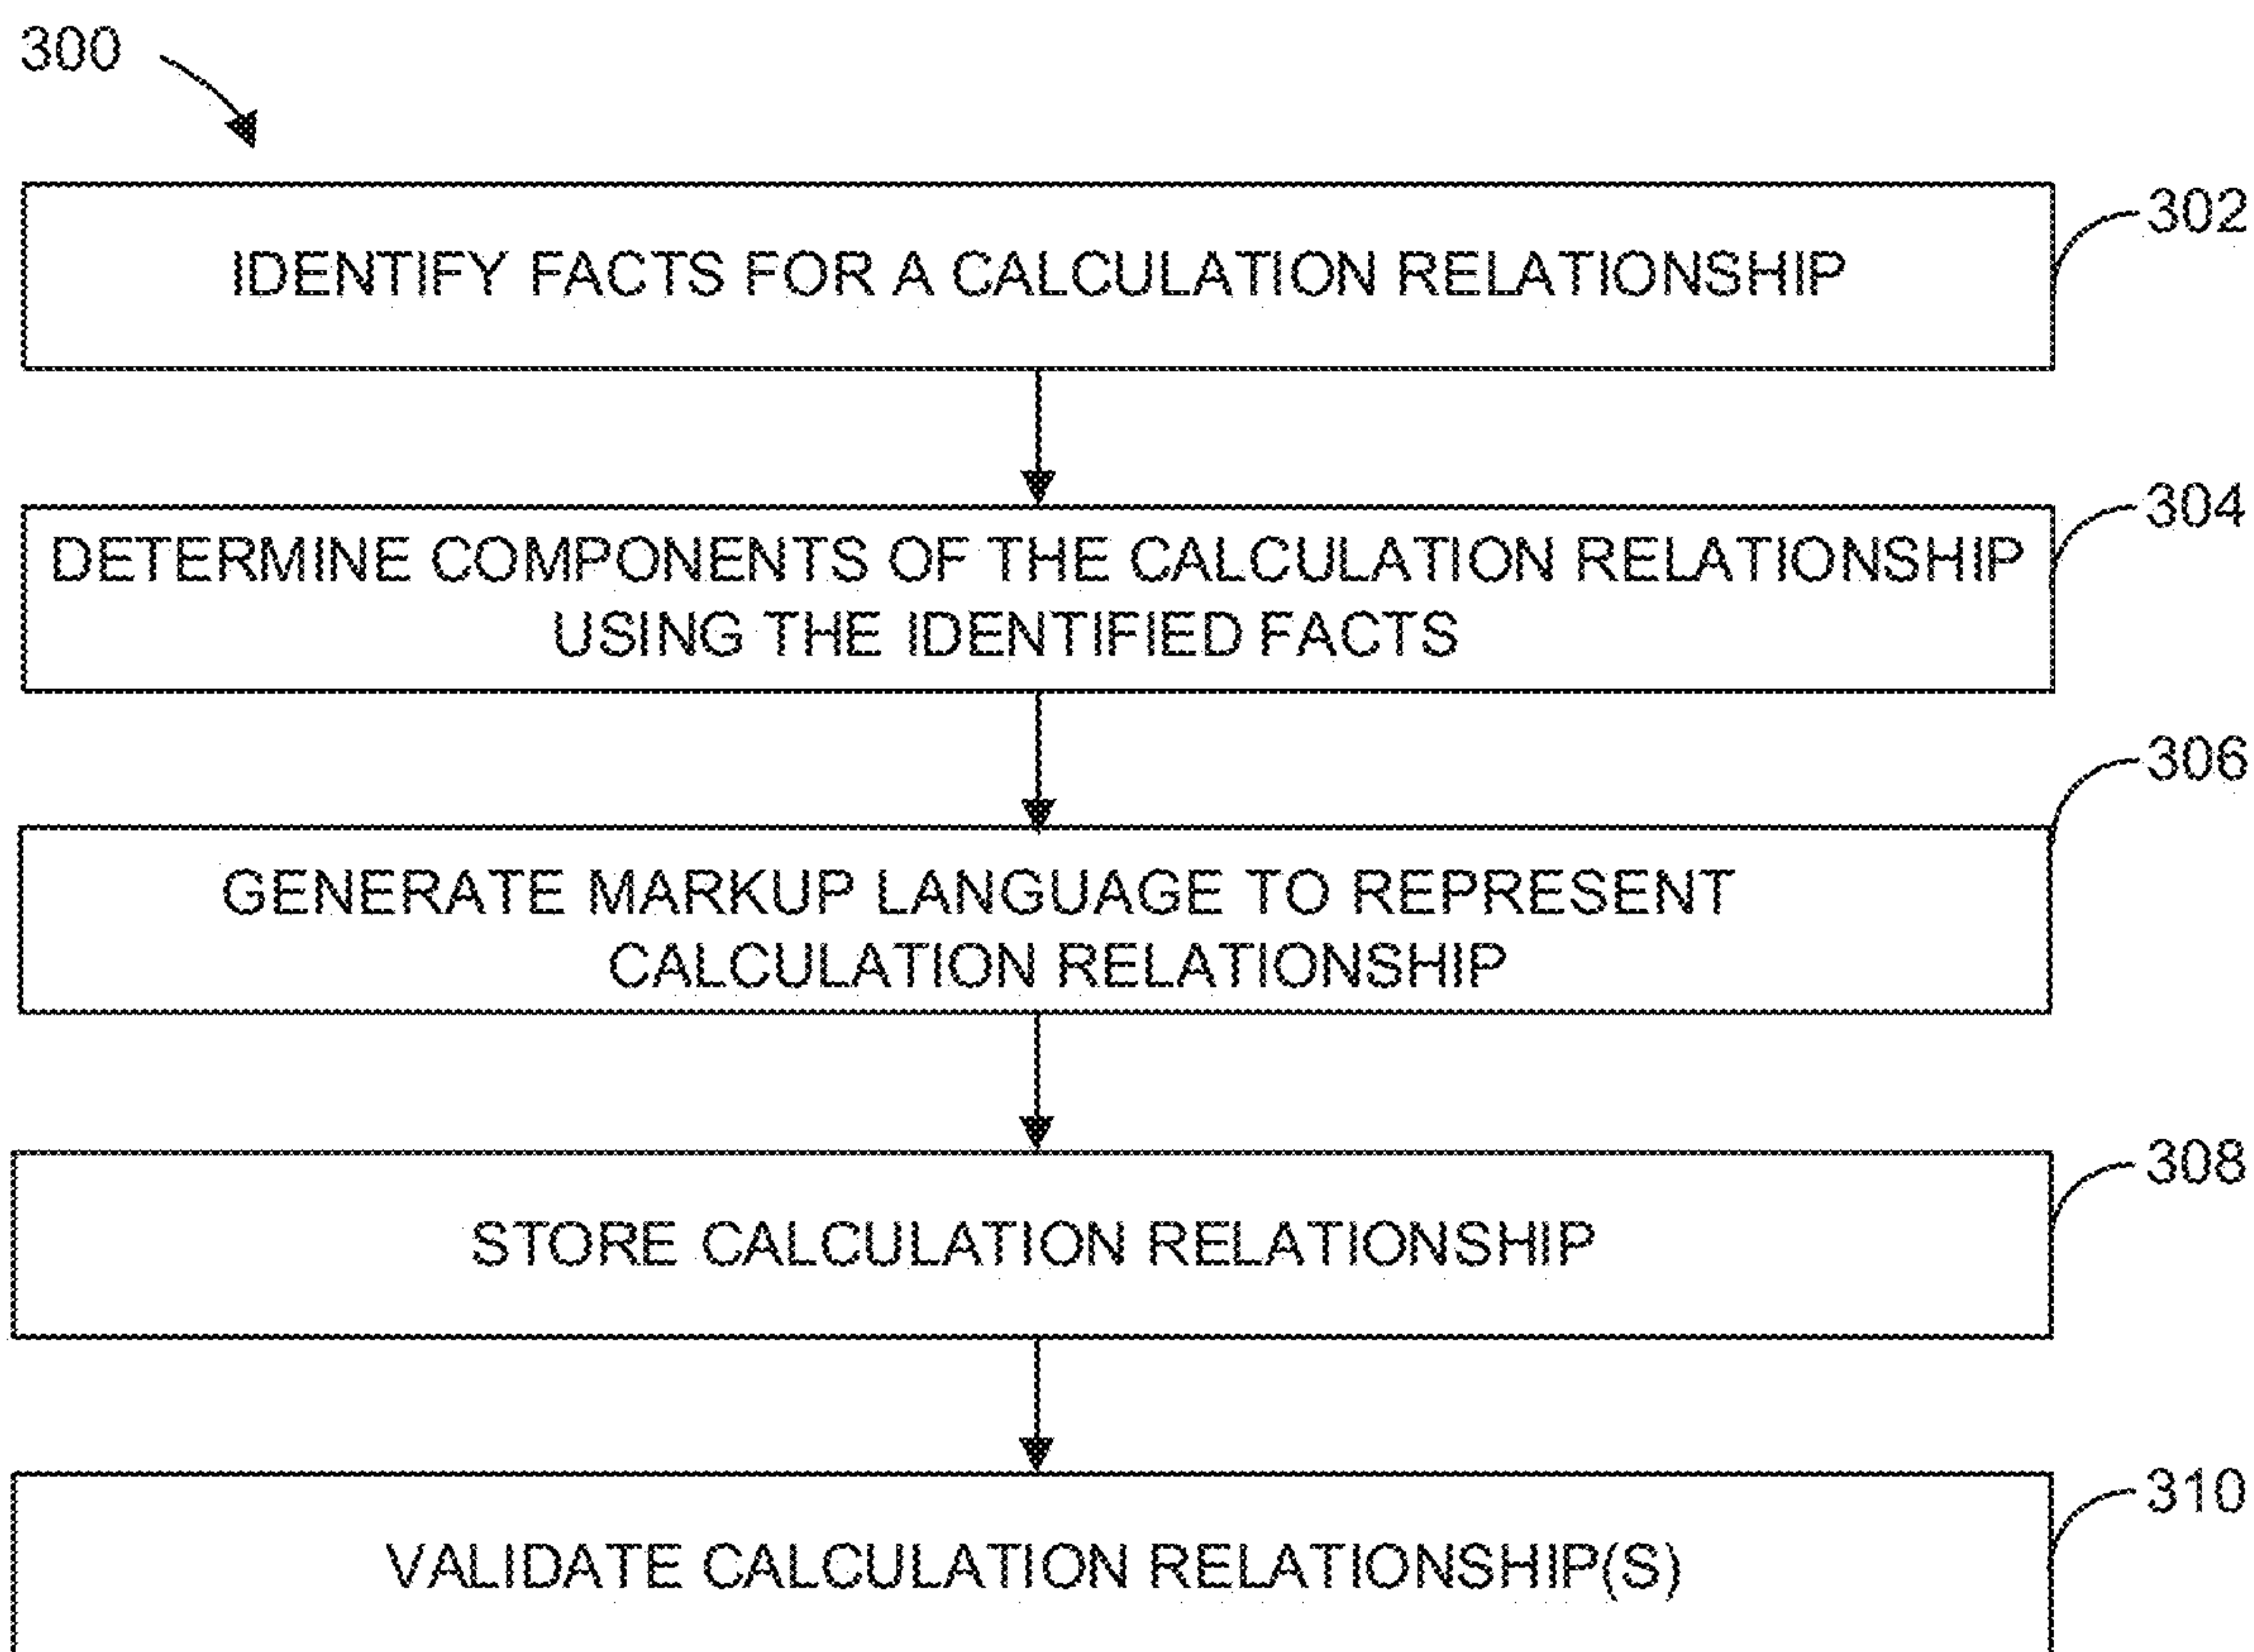 300
302
IDENTIFY FACTS FOR A CALCULATION RELATIONSHIP
304
DETERMINE COMPONENTS OF THE CALCULATION RELATIONSHIP
USING THE IDENTIFIED FACTS
306
GENERATE MARKUP LANGUAGE TO REPRESENT
CALCULATION RELATIONSHIP
308
STORE CALCULATION RELATIONSHIP
310
VALIDATE CALCULATION RELATIONSHIP(S)